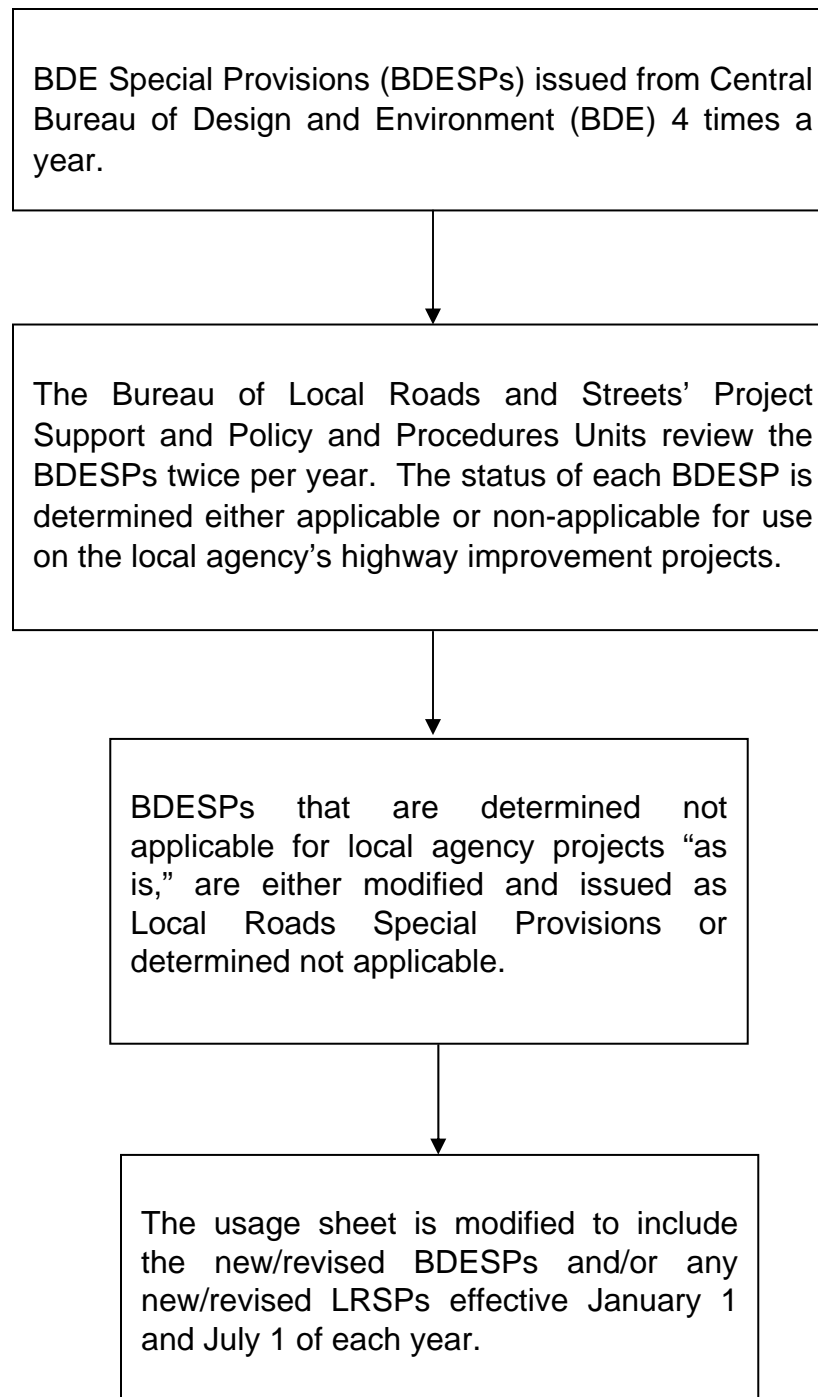 BDE Special Provisions (BDESPs) issued from Central
Bureau of Design and Environment (BDE) 4 times a
year.
The Bureau of Local Roads and Streets’ Project
Support and Policy and Procedures Units review the
BDESPs twice per year.  The status of each BDESP is
determined either applicable or non-applicable for use
on the local agency’s highway improvement projects.
BDESPs that are determined not
applicable for local agency projects “as
is,” are either modified and issued as
Local Roads Special Provisions or
determined not applicable.
The usage sheet is modified to include
the new/revised BDESPs and/or any
new/revised LRSPs effective January 1
and July 1 of each year.